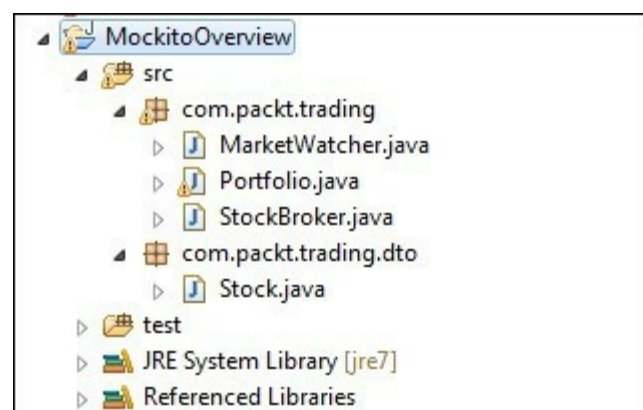 MockitoOverview
src
com.packt.trading
MarketWatcher.java
Portfolio.java
StockBroker.java
com.packt.trading.dto
Stock.java
test
JRE System Library [jre7]
Referenced Libraries